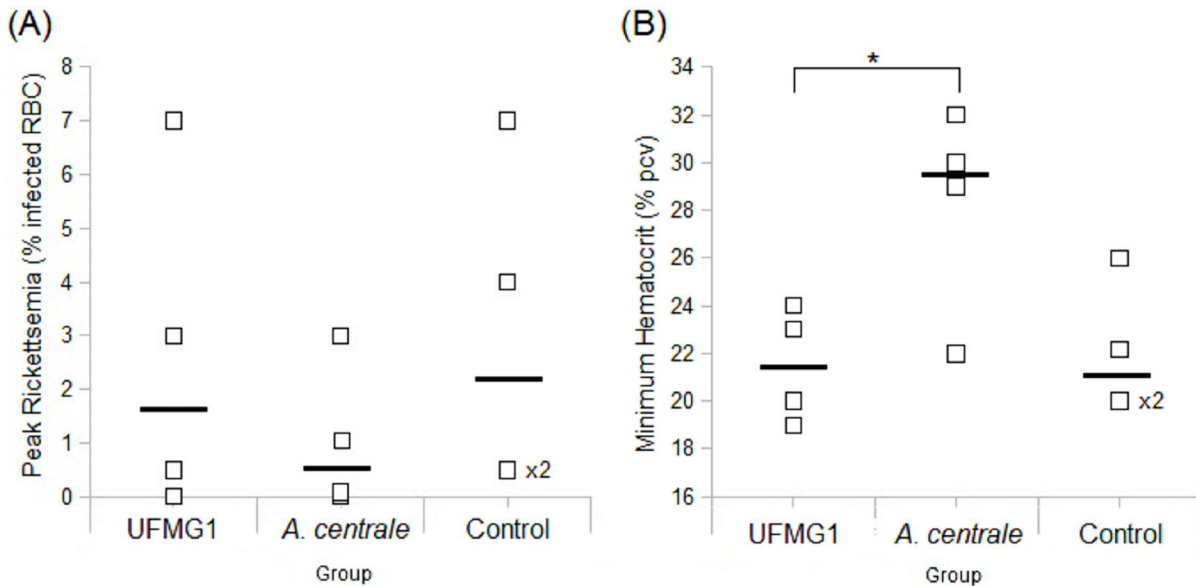 (A)
Peak Rickettsemia (% infected RBC)
8
7
6
5
4
3
2
1
0
x2
UFMG1
A. centrale
Control
Group
(B)
Minimum Hematocrit (% pcv)
34
32
30
28
26
24
22
20
18
16
*
x2
UFMG1
A. centrale
Control
Group